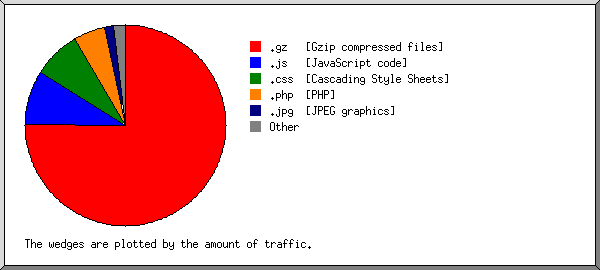 .gz [Gzip compressed files]
.js [JavaScript code]
.css [Cascading Style Sheets]
.php [PHP]
.jpg [JPEG graphics]
Other
The wedges are plotted by the amount of traffic.